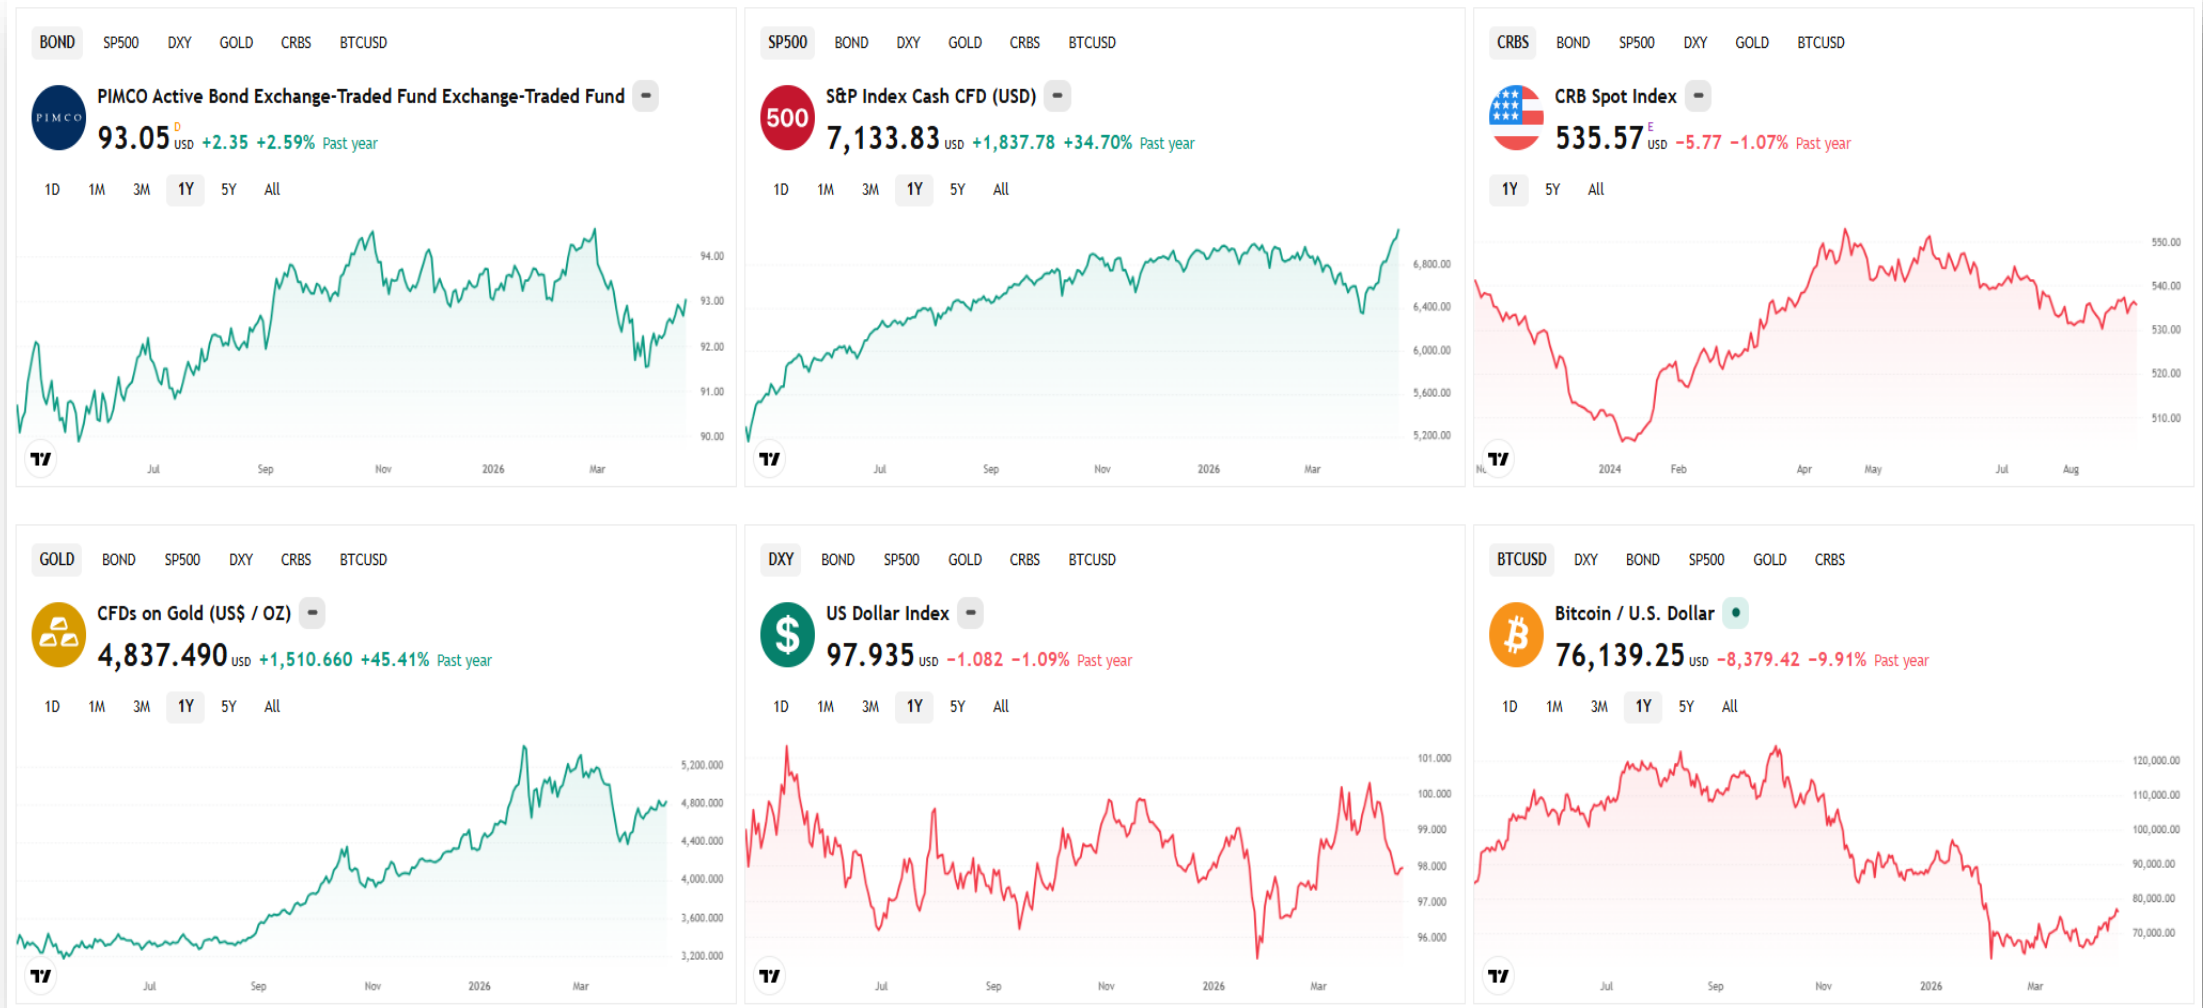 BOND SP500 DXY GOLD CRBS BTCUSD
PIMCO
PIMCO Active Bond Exchange-Traded Fund Exchange-Traded Fund
93.05 D USD +2.35 +2.59% Past year
1D 1M 3M 1Y 5Y All
94.00
93.00
92.00
91.00
90.00
Jul Sep Nov 2026 Mar
SP500 BOND DXY GOLD CRBS BTCUSD
500
S&P Index Cash CFD (USD)
7,133.83 USD +1,837.78 +34.70% Past year
1D 1M 3M 1Y 5Y All
6,800.00
6,400.00
6,000.00
5,600.00
5,200.00
Jul Sep Nov 2026 Mar
CRBS BOND SP500 DXY GOLD BTCUSD
CRB Spot Index
535.57 E USD −5.77 −1.07% Past year
1Y 5Y All
550.00
540.00
530.00
520.00
510.00
2024 Feb Apr May Jul Aug
GOLD BOND SP500 DXY CRBS BTCUSD
CFDs on Gold (US$ / OZ)
4,837.490 USD +1,510.660 +45.41% Past year
1D 1M 3M 1Y 5Y All
5,200.000
4,800.000
4,400.000
4,000.000
3,600.000
3,200.000
Jul Sep Nov 2026 Mar
DXY BOND SP500 GOLD CRBS BTCUSD
$
US Dollar Index
97.935 USD −1.082 −1.09% Past year
1D 1M 3M 1Y 5Y All
101.000
100.000
99.000
98.000
97.000
96.000
Jul Sep Nov 2026 Mar
BTCUSD DXY BOND SP500 GOLD CRBS
Bitcoin / U.S. Dollar
76,139.25 USD −8,379.42 −9.91% Past year
1D 1M 3M 1Y 5Y All
120,000.00
110,000.00
100,000.00
90,000.00
80,000.00
70,000.00
Jul Sep Nov 2026 Mar